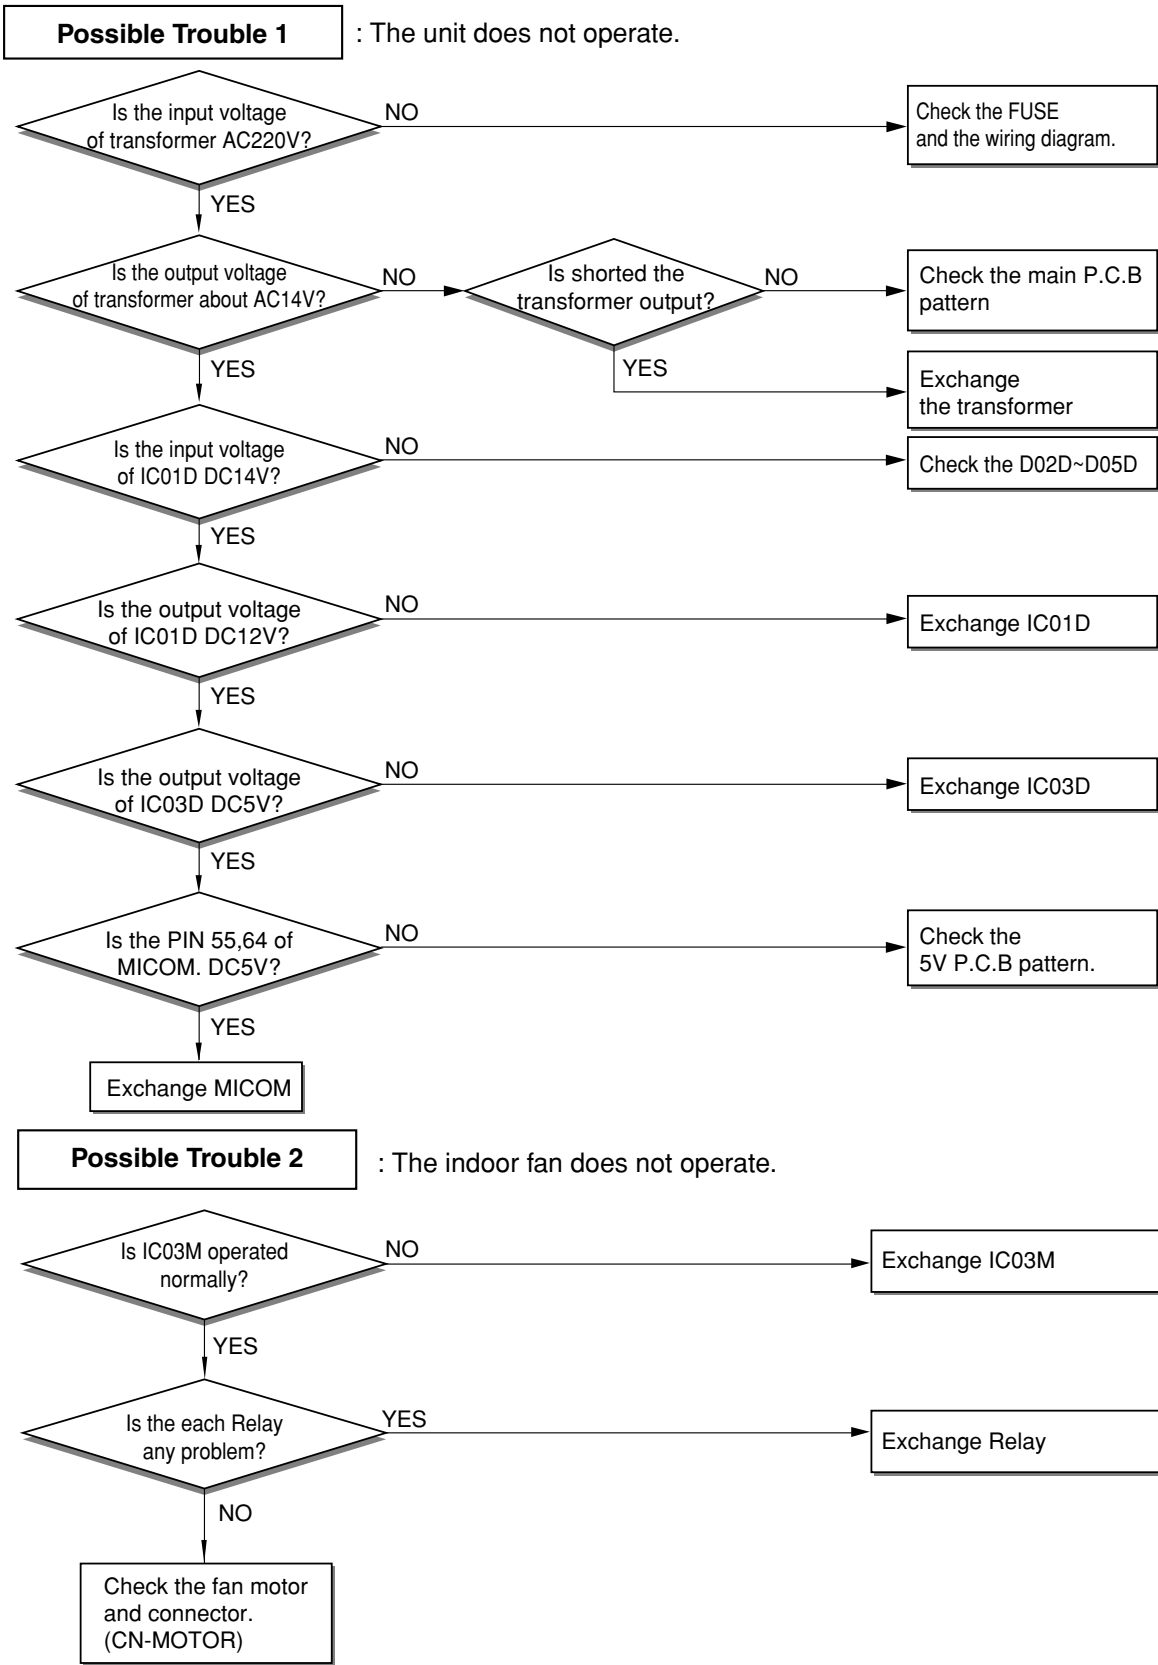 Possible Trouble 1 : The unit does not operate.
Is the input voltage
of transformer AC220V?
NO
Check the FUSE
and the wiring diagram.
YES
Is the output voltage
of transformer about AC14V?
NO
Is shorted the
transformer output?
NO
Check the main P.C.B
pattern
YES
Exchange
the transformer
YES
Is the input voltage
of IC01D DC14V?
NO
Check the D02D~D05D
YES
Is the output voltage
of IC01D DC12V?
NO
Exchange IC01D
YES
Is the output voltage
of IC03D DC5V?
NO
Exchange IC03D
YES
Is the PIN 55,64 of
MICOM. DC5V?
NO
Check the
5V P.C.B pattern.
YES
Exchange MICOM
Possible Trouble 2 : The indoor fan does not operate.
Is IC03M operated
normally?
NO
Exchange IC03M
YES
Is the each Relay
any problem?
YES
Exchange Relay
NO
Check the fan motor
and connector.
(CN-MOTOR)